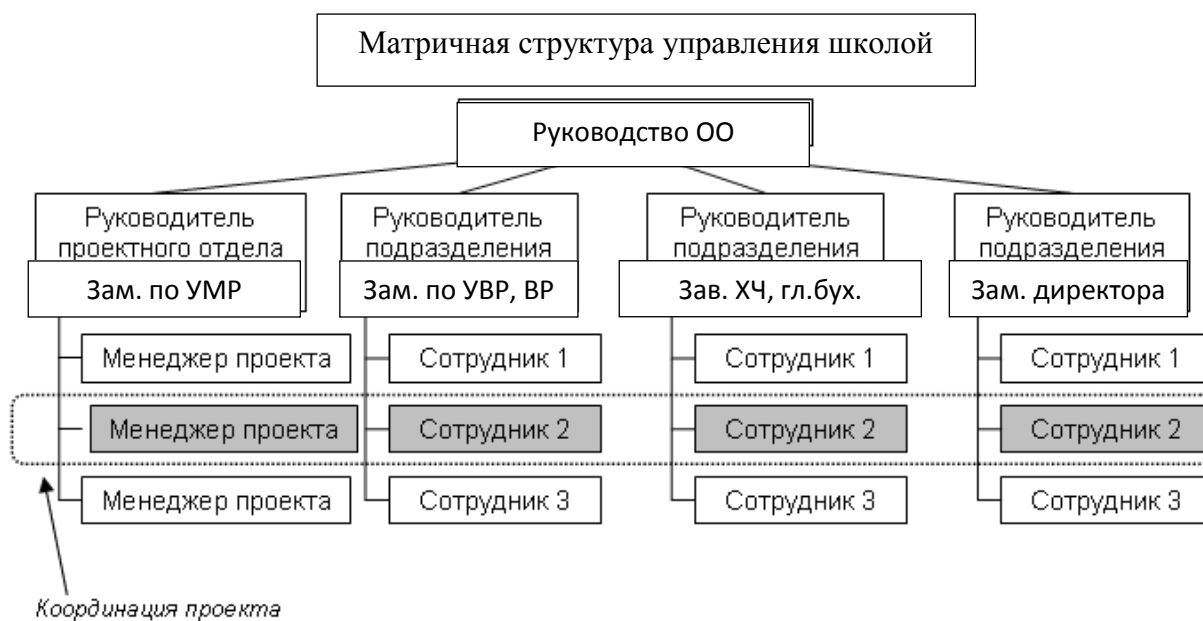 Матричная структура управления школой
Руководство ОО
Руководитель
проектного отдела
Зам. по УМР
Руководитель
подразделения
Зам. по УВР, ВР
Руководитель
подразделения
Зав. ХЧ, гл.бух.
Руководитель
подразделения
Зам. директора
Менеджер проекта
Сотрудник 1
Сотрудник 1
Сотрудник 1
Менеджер проекта
Сотрудник 2
Сотрудник 2
Сотрудник 2
Менеджер проекта
Сотрудник 3
Сотрудник 3
Сотрудник 3
Координация проекта